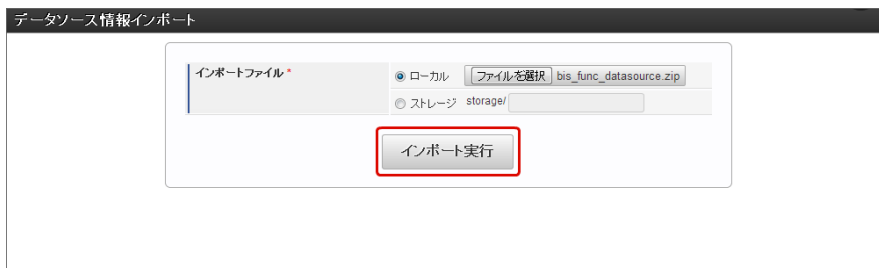 データソース情報インポート
インポートファイル *
ローカル ファイルを選択 bis_func_datasource.zip
ストレージ storage/
インポート実行